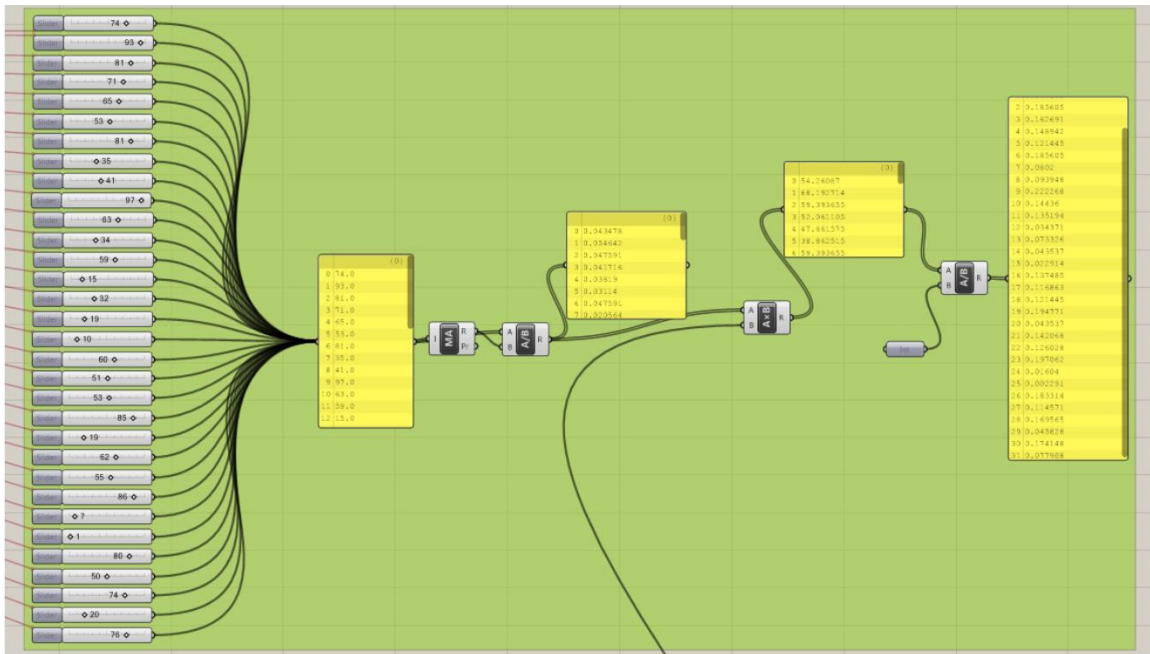 Slider 74
Slider 93
Slider 81
Slider 71
Slider 65
Slider 53
Slider 81
Slider 35
Slider 41
Slider 97
Slider 63
Slider 34
Slider 59
Slider 15
Slider 32
Slider 19
Slider 10
Slider 60
Slider 51
Slider 53
Slider 85
Slider 19
Slider 62
Slider 55
Slider 86
Slider 7
Slider 1
Slider 80
Slider 50
Slider 74
Slider 20
Slider 76
{0}
0 74.0
1 93.0
2 81.0
3 71.0
4 65.0
5 53.0
6 81.0
7 35.0
8 41.0
9 97.0
10 63.0
11 59.0
12 15.0
I MA R
Pr
A A/B R
B
{0}
0 0.043478
1 0.054642
2 0.047591
3 0.041716
4 0.03819
5 0.03114
6 0.047591
7 0.020564
A A×B R
B
{0}
0 54.26087
1 68.192714
2 59.393655
3 52.061105
4 47.661575
5 38.862515
6 59.393655
Int
A A/B R
B
2 0.185605
3 0.162691
4 0.148942
5 0.121445
6 0.185605
7 0.0802
8 0.093948
9 0.222268
10 0.14436
11 0.135194
12 0.034371
13 0.073326
14 0.043537
15 0.022914
16 0.137485
17 0.116863
18 0.121445
19 0.194771
20 0.043537
21 0.142068
22 0.126028
23 0.197062
24 0.01604
25 0.002291
26 0.183314
27 0.114571
28 0.169565
29 0.045828
30 0.174148
31 0.077908